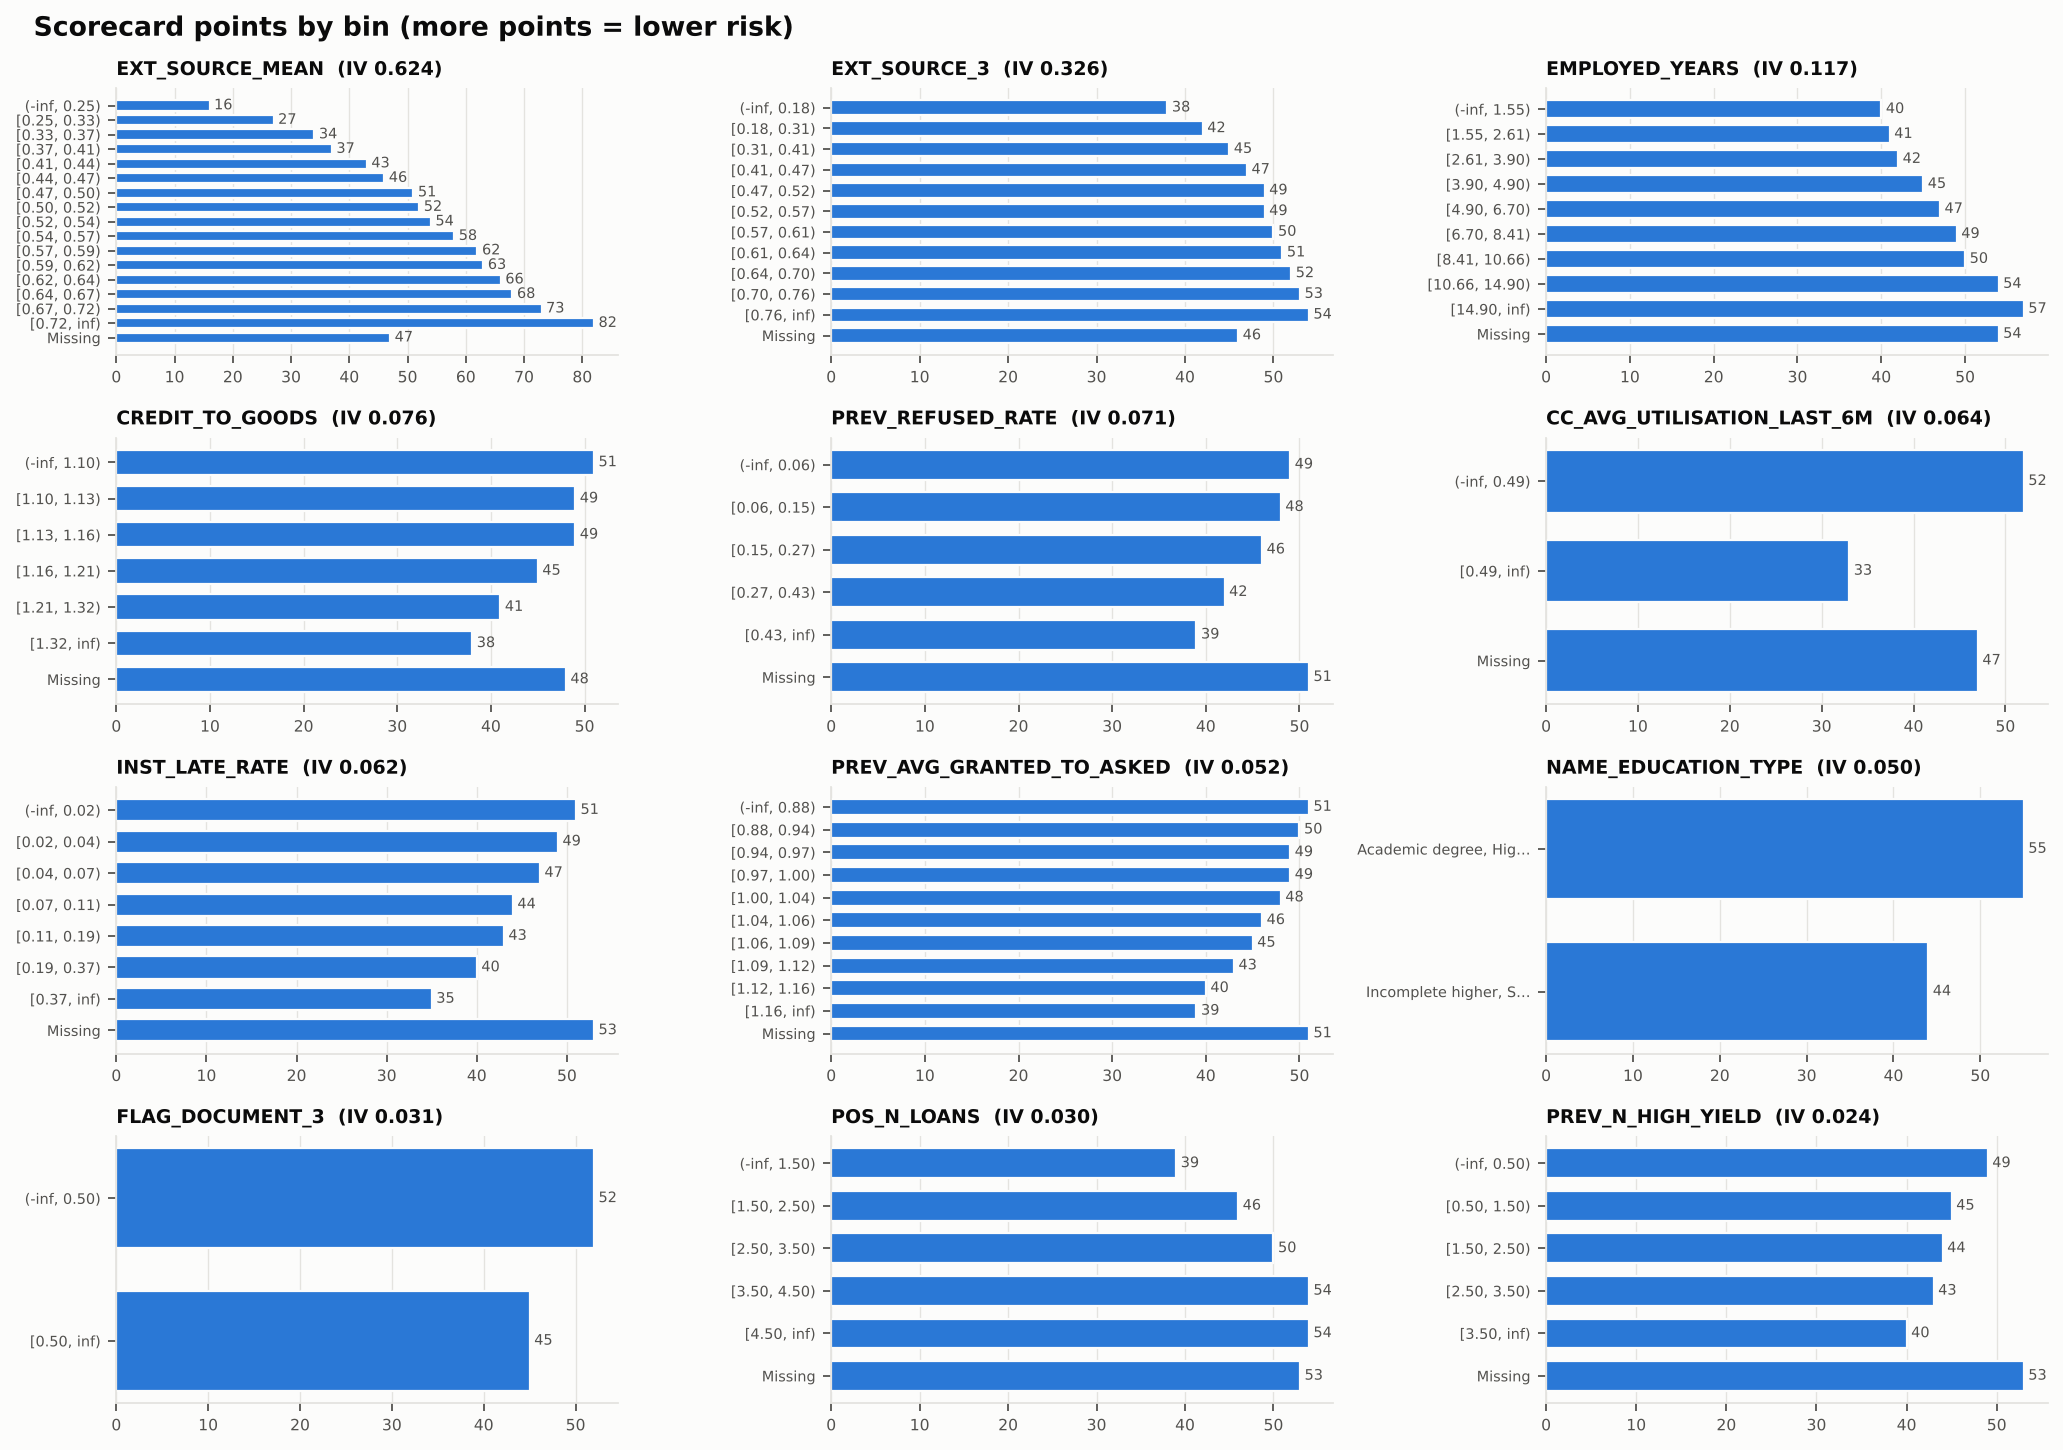 Scorecard points by bin (more points = lower risk)
EXT_SOURCE_MEAN (IV 0.624)
(-inf, 0.25) 16
[0.25, 0.33) 27
[0.33, 0.37) 34
[0.37, 0.41) 37
[0.41, 0.44) 43
[0.44, 0.47) 46
[0.47, 0.50) 51
[0.50, 0.52) 52
[0.52, 0.54) 54
[0.54, 0.57) 58
[0.57, 0.59) 62
[0.59, 0.62) 63
[0.62, 0.64) 66
[0.64, 0.67) 68
[0.67, 0.72) 73
[0.72, inf) 82
Missing 47
0 10 20 30 40 50 60 70 80
EXT_SOURCE_3 (IV 0.326)
(-inf, 0.18) 38
[0.18, 0.31) 42
[0.31, 0.41) 45
[0.41, 0.47) 47
[0.47, 0.52) 49
[0.52, 0.57) 49
[0.57, 0.61) 50
[0.61, 0.64) 51
[0.64, 0.70) 52
[0.70, 0.76) 53
[0.76, inf) 54
Missing 46
0 10 20 30 40 50
EMPLOYED_YEARS (IV 0.117)
(-inf, 1.55) 40
[1.55, 2.61) 41
[2.61, 3.90) 42
[3.90, 4.90) 45
[4.90, 6.70) 47
[6.70, 8.41) 49
[8.41, 10.66) 50
[10.66, 14.90) 54
[14.90, inf) 57
Missing 54
0 10 20 30 40 50
CREDIT_TO_GOODS (IV 0.076)
(-inf, 1.10) 51
[1.10, 1.13) 49
[1.13, 1.16) 49
[1.16, 1.21) 45
[1.21, 1.32) 41
[1.32, inf) 38
Missing 48
0 10 20 30 40 50
PREV_REFUSED_RATE (IV 0.071)
(-inf, 0.06) 49
[0.06, 0.15) 48
[0.15, 0.27) 46
[0.27, 0.43) 42
[0.43, inf) 39
Missing 51
0 10 20 30 40 50
CC_AVG_UTILISATION_LAST_6M (IV 0.064)
(-inf, 0.49) 52
[0.49, inf) 33
Missing 47
0 10 20 30 40 50
INST_LATE_RATE (IV 0.062)
(-inf, 0.02) 51
[0.02, 0.04) 49
[0.04, 0.07) 47
[0.07, 0.11) 44
[0.11, 0.19) 43
[0.19, 0.37) 40
[0.37, inf) 35
Missing 53
0 10 20 30 40 50
PREV_AVG_GRANTED_TO_ASKED (IV 0.052)
(-inf, 0.88) 51
[0.88, 0.94) 50
[0.94, 0.97) 49
[0.97, 1.00) 49
[1.00, 1.04) 48
[1.04, 1.06) 46
[1.06, 1.09) 45
[1.09, 1.12) 43
[1.12, 1.16) 40
[1.16, inf) 39
Missing 51
0 10 20 30 40 50
NAME_EDUCATION_TYPE (IV 0.050)
Academic degree, Hig... 55
Incomplete higher, S... 44
0 10 20 30 40 50
FLAG_DOCUMENT_3 (IV 0.031)
(-inf, 0.50) 52
[0.50, inf) 45
0 10 20 30 40 50
POS_N_LOANS (IV 0.030)
(-inf, 1.50) 39
[1.50, 2.50) 46
[2.50, 3.50) 50
[3.50, 4.50) 54
[4.50, inf) 54
Missing 53
0 10 20 30 40 50
PREV_N_HIGH_YIELD (IV 0.024)
(-inf, 0.50) 49
[0.50, 1.50) 45
[1.50, 2.50) 44
[2.50, 3.50) 43
[3.50, inf) 40
Missing 53
0 10 20 30 40 50